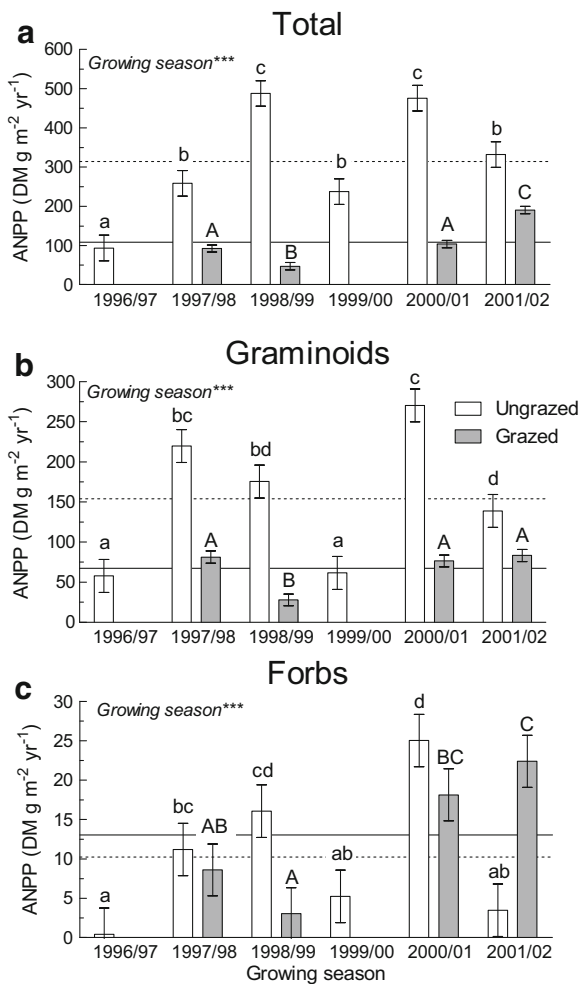 a Total
Growing season***
ANPP (DM g m⁻² yr⁻¹)
600
500
400
300
200
100
0
a b c b c b
A B A C
1996/97 1997/98 1998/99 1999/00 2000/01 2001/02
b Graminoids
Growing season***
ANPP (DM g m⁻² yr⁻¹)
300
250
200
150
100
50
0
a bc bd a c d
A B A A
Ungrazed
Grazed
1996/97 1997/98 1998/99 1999/00 2000/01 2001/02
c Forbs
Growing season***
ANPP (DM g m⁻² yr⁻¹)
30
25
20
15
10
5
0
a bc cd ab d ab
AB A BC C
1996/97 1997/98 1998/99 1999/00 2000/01 2001/02
Growing season